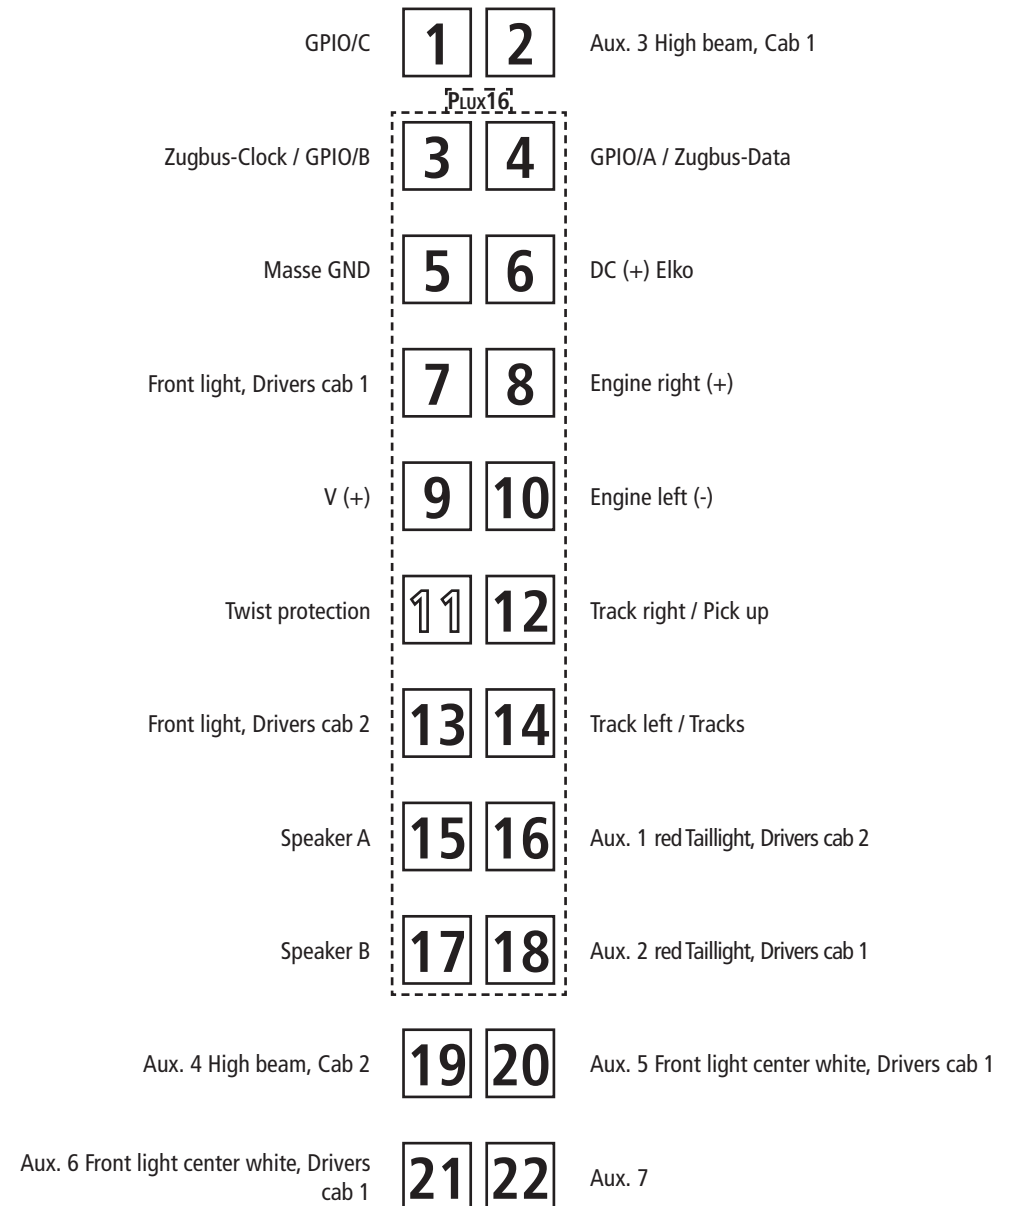 GPIO/C 1 2 Aux. 3 High beam, Cab 1
PLUX16
Zugbus-Clock / GPIO/B 3 4 GPIO/A / Zugbus-Data
Masse GND 5 6 DC (+) Elko
Front light, Drivers cab 1 7 8 Engine right (+)
V (+) 9 10 Engine left (-)
Twist protection 11 12 Track right / Pick up
Front light, Drivers cab 2 13 14 Track left / Tracks
Speaker A 15 16 Aux. 1 red Taillight, Drivers cab 2
Speaker B 17 18 Aux. 2 red Taillight, Drivers cab 1
Aux. 4 High beam, Cab 2 19 20 Aux. 5 Front light center white, Drivers cab 1
Aux. 6 Front light center white, Drivers
cab 1 21 22 Aux. 7